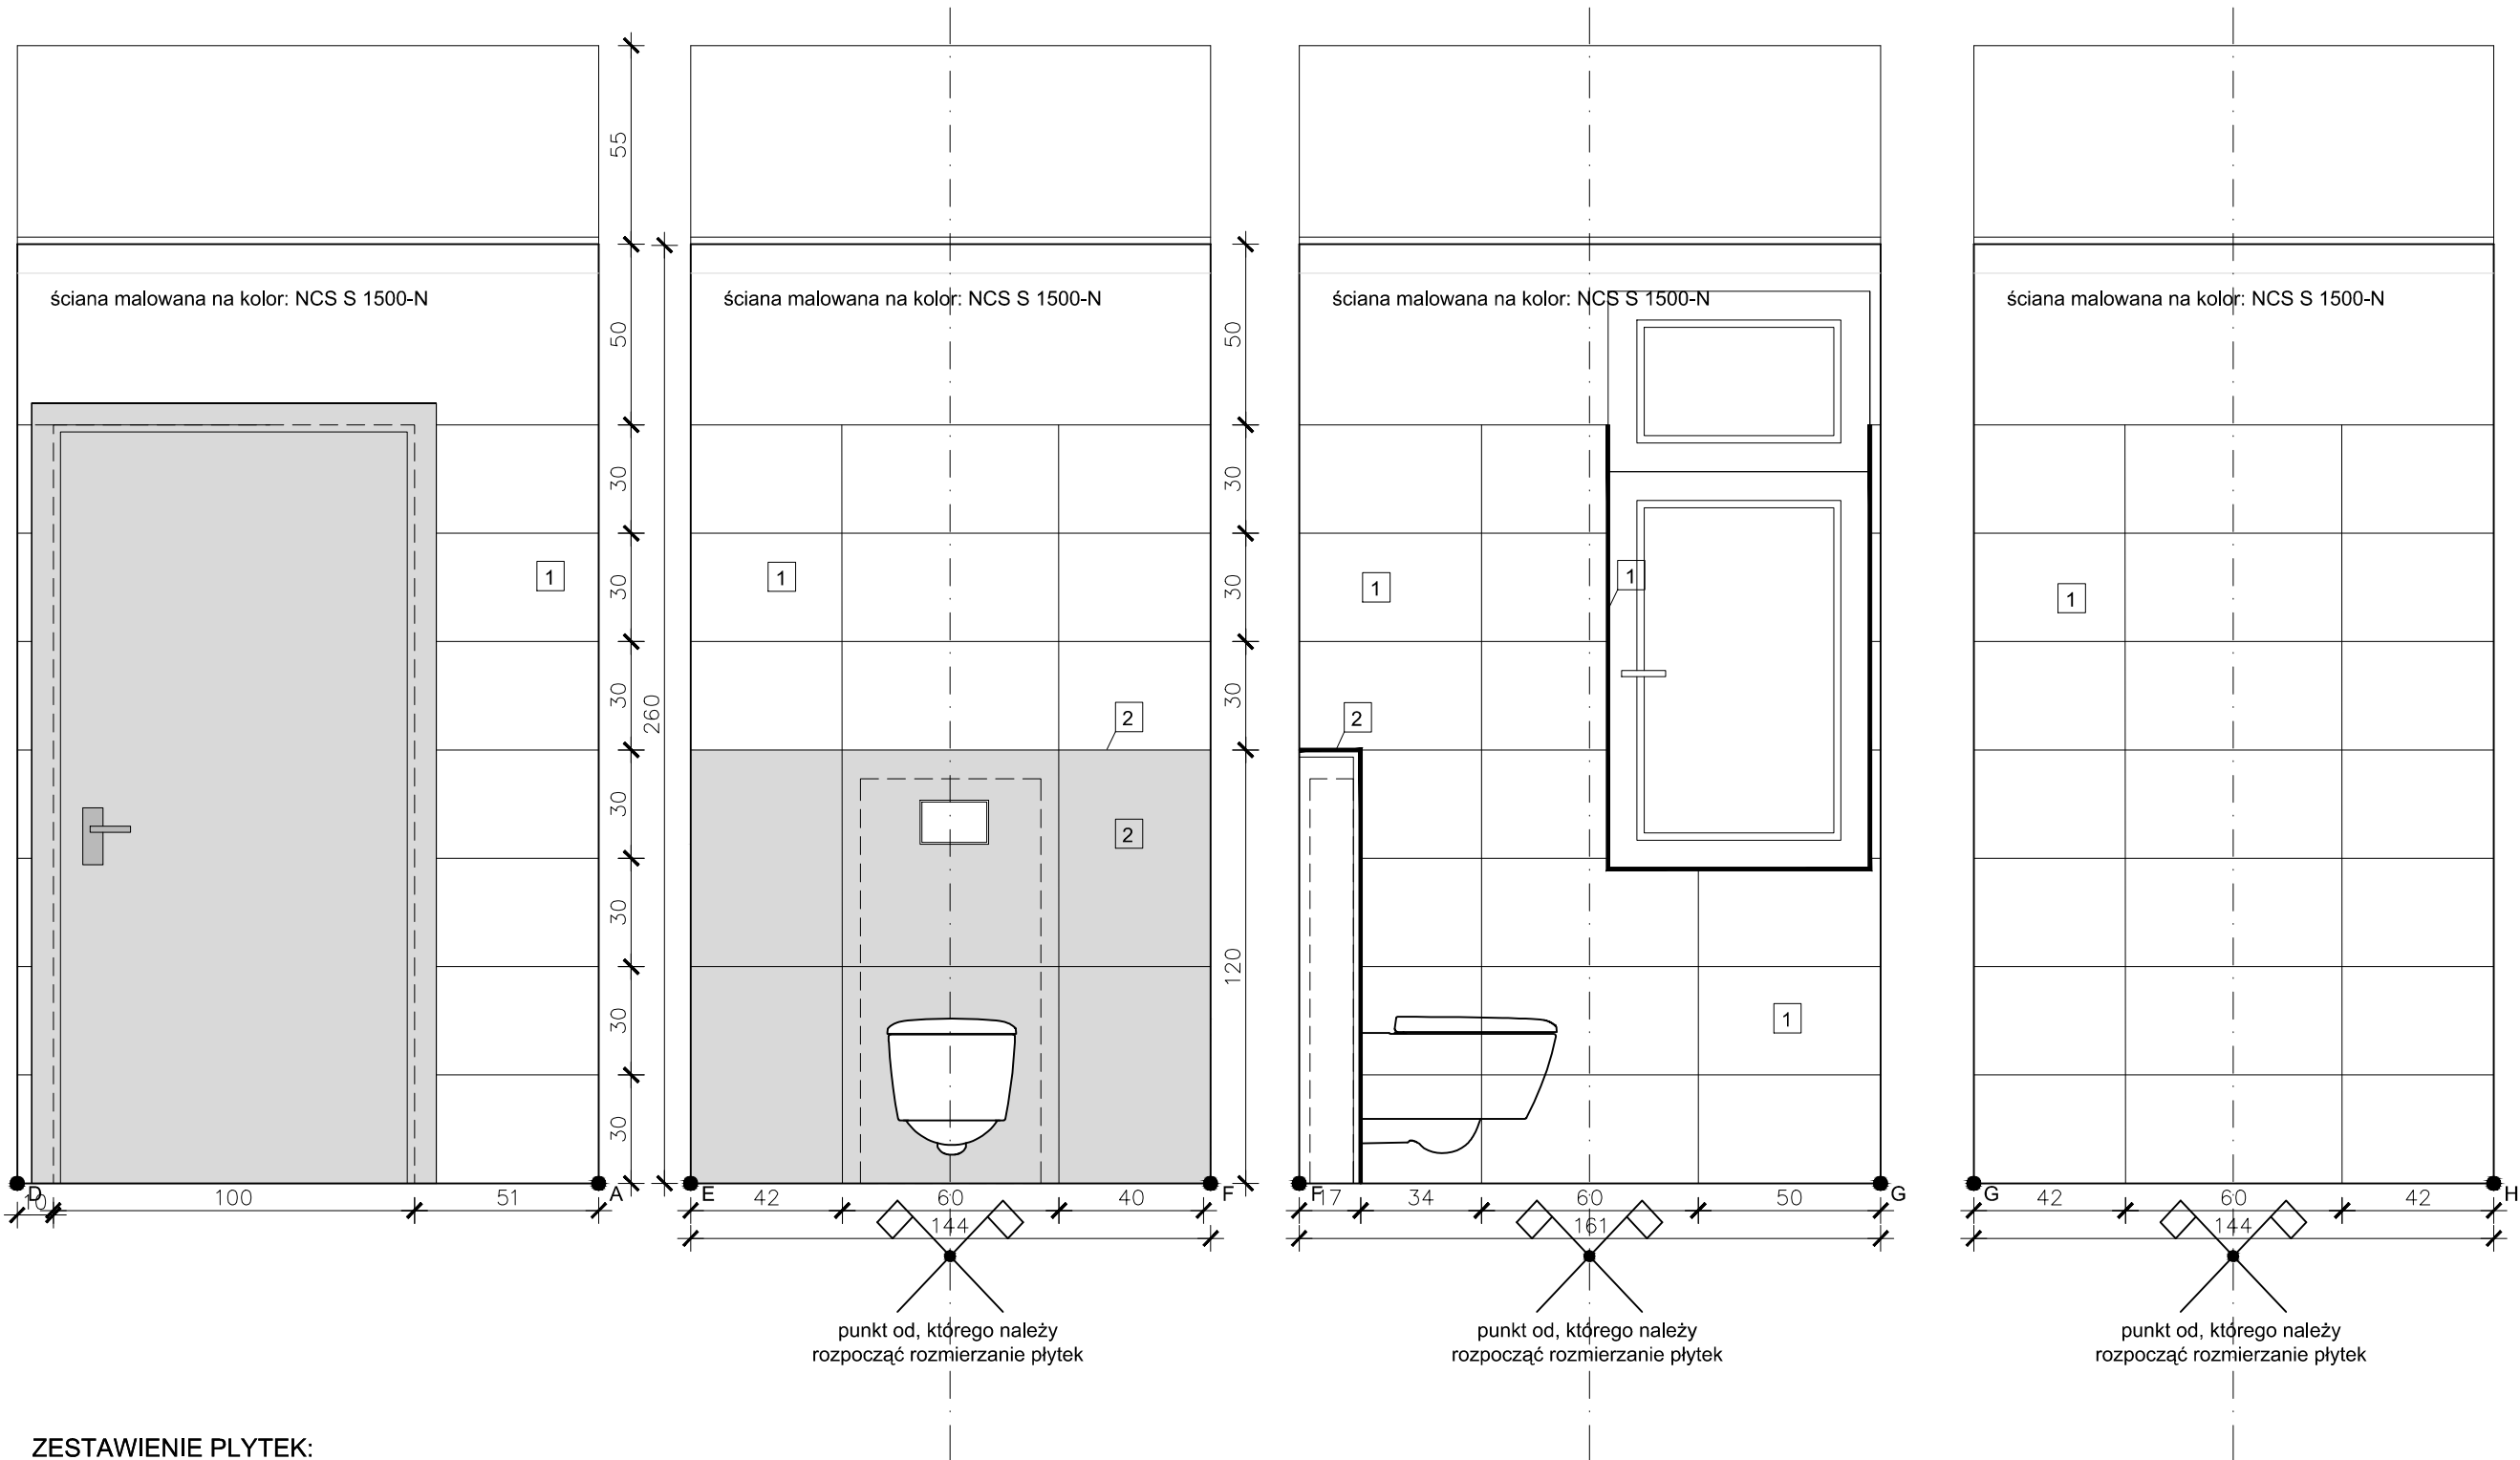 55
ściana malowana na kolor: NCS S 1500-N
ściana malowana na kolor: NCS S 1500-N
ściana malowana na kolor: NCS S 1500-N
ściana malowana na kolor: NCS S 1500-N
50
50
30
30
30
30
1
1
1
1
1
30
30
260
2
2
30
2
30
120
1
30
30
D
10
100
51
A
E
42
60
40
F
144
F
17
34
60
50
G
161
G
42
60
42
H
144
punkt od, którego należy
rozpocząć rozmierzanie płytek
punkt od, którego należy
rozpocząć rozmierzanie płytek
punkt od, którego należy
rozpocząć rozmierzanie płytek
ZESTAWIENIE PLYTEK: